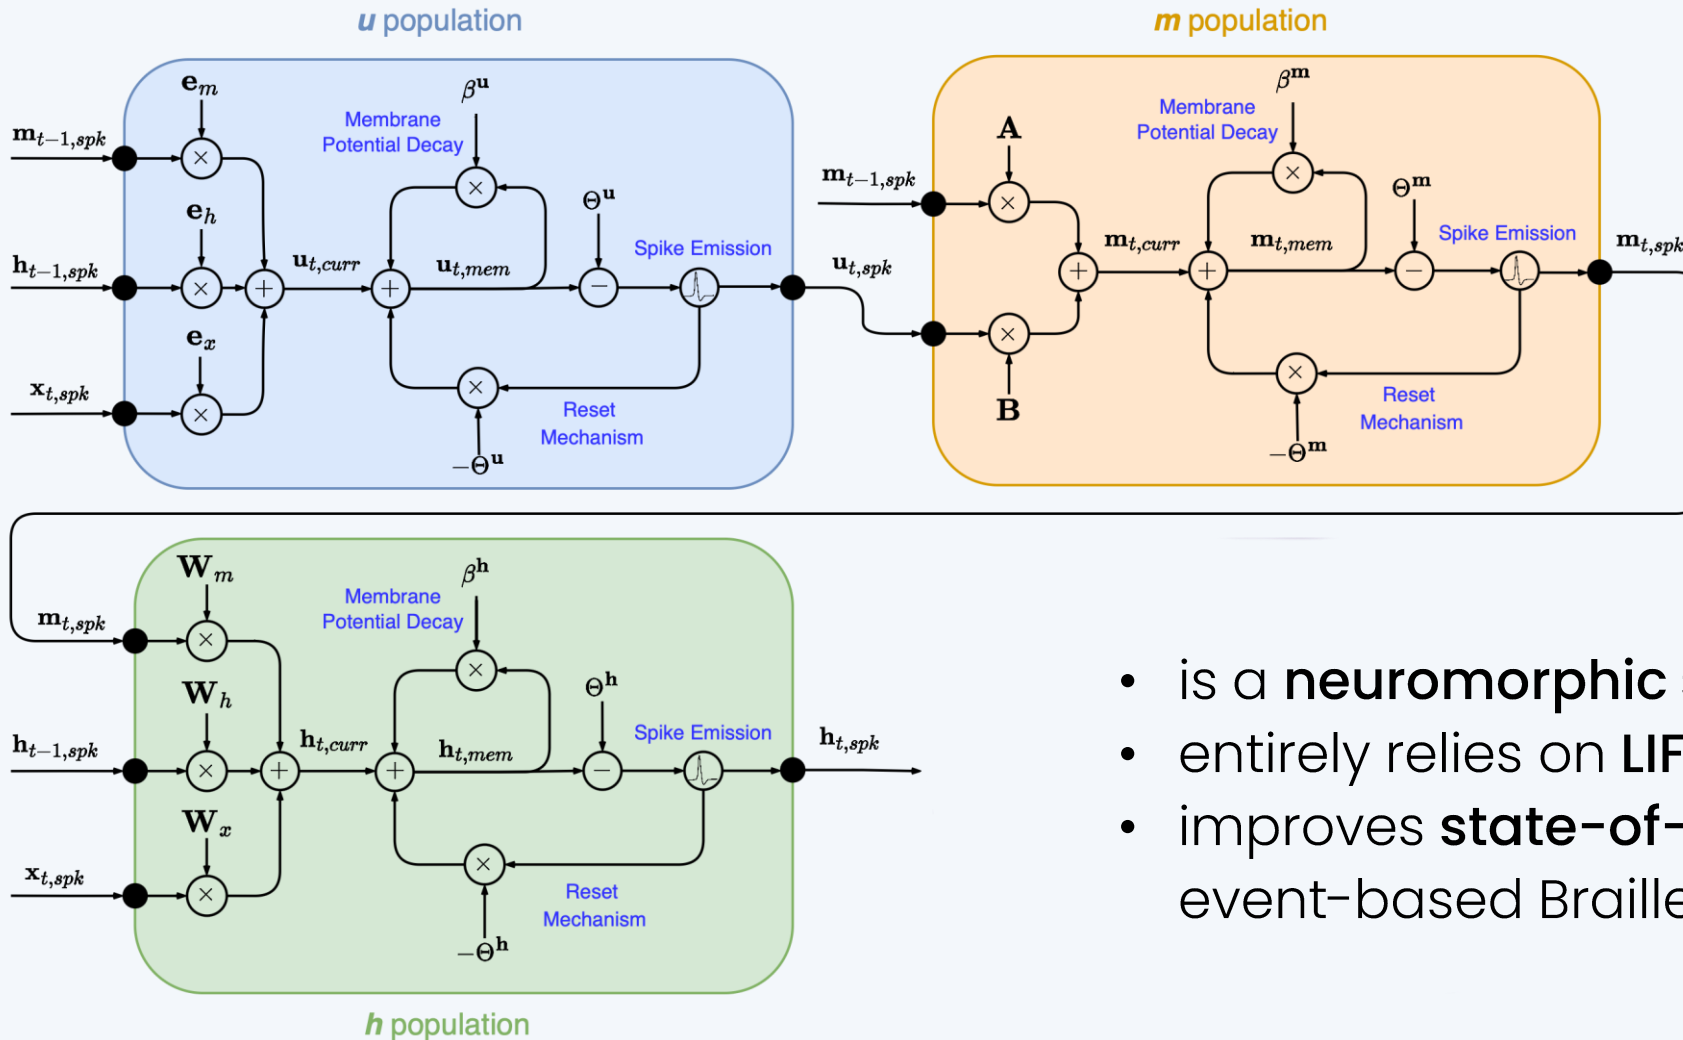 u population
e_m
m_{t−1,spk}
β^u
Membrane
Potential Decay
e_h
Θ^u
h_{t−1,spk}
u_{t,curr}
u_{t,mem}
Spike Emission
u_{t,spk}
e_x
x_{t,spk}
Reset
Mechanism
−Θ^u
m population
A
β^m
Membrane
Potential Decay
m_{t−1,spk}
Θ^m
m_{t,curr}
m_{t,mem}
Spike Emission
m_{t,spk}
B
Reset
Mechanism
−Θ^m
W_m
m_{t,spk}
β^h
Membrane
Potential Decay
W_h
Θ^h
h_{t−1,spk}
h_{t,curr}
h_{t,mem}
Spike Emission
h_{t,spk}
W_x
x_{t,spk}
Reset
Mechanism
−Θ^h
h population
• is a neuromorphic
• entirely relies on LIF
• improves state-of-
event-based Braille